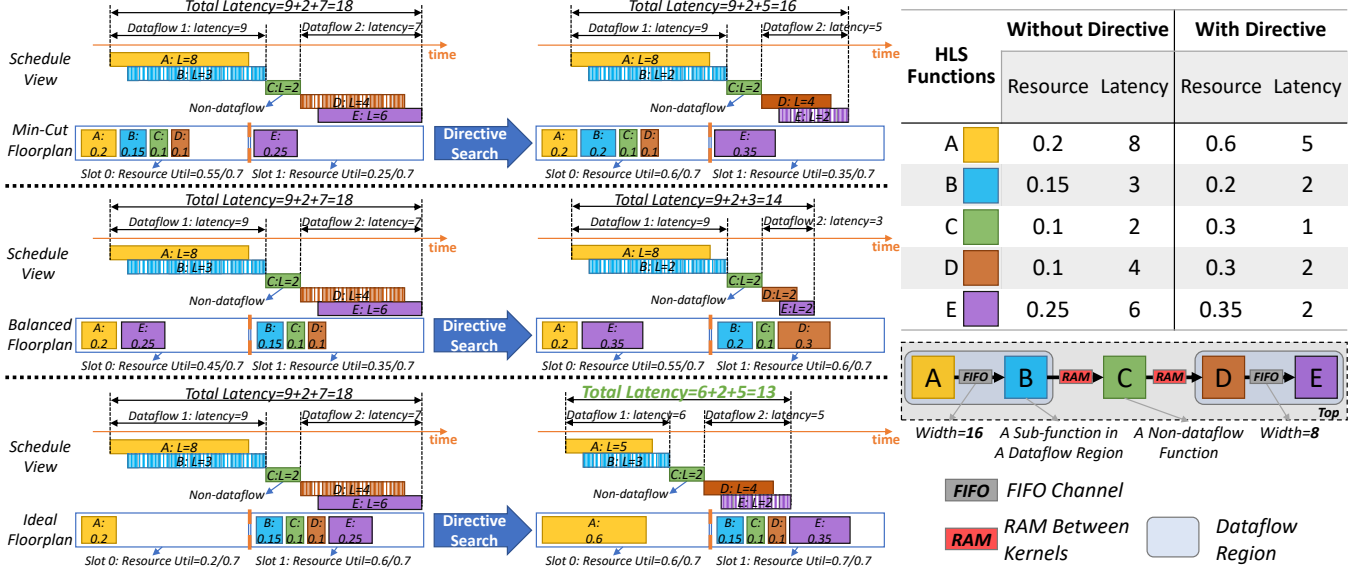 Total Latency=9+2+7=18
Dataflow 1: latency=9
Dataflow 2: latency=7
time
Schedule View
A: L=8
B: L=3
C:L=2
Non-dataflow
D: L=4
E: L=6
Min-Cut Floorplan
A: 0.2
B: 0.15
C: 0.1
D: 0.1
E: 0.25
Slot 0: Resource Util=0.55/0.7
Slot 1: Resource Util=0.25/0.7
Directive Search
Total Latency=9+2+5=16
Dataflow 1: latency=9
Dataflow 2: latency=5
time
A: L=8
B: L=2
C:L=2
Non-dataflow
D: L=4
E: L=2
A: 0.2
B: 0.2
C: 0.1
D: 0.1
E: 0.35
Slot 0: Resource Util=0.6/0.7
Slot 1: Resource Util=0.35/0.7
Total Latency=9+2+7=18
Dataflow 1: latency=9
Dataflow 2: latency=7
time
Schedule View
A: L=8
B: L=3
C:L=2
Non-dataflow
D: L=4
E: L=6
Balanced Floorplan
A: 0.2
E: 0.25
B: 0.15
C: 0.1
D: 0.1
Slot 0: Resource Util=0.45/0.7
Slot 1: Resource Util=0.35/0.7
Directive Search
Total Latency=9+2+3=14
Dataflow 1: latency=9
Dataflow 2: latency=3
time
A: L=8
B: L=2
C:L=2
Non-dataflow
D:L=2
E:L=2
A: 0.2
E: 0.35
B: 0.2
C: 0.1
D: 0.3
Slot 0: Resource Util=0.55/0.7
Slot 1: Resource Util=0.6/0.7
Total Latency=9+2+7=18
Dataflow 1: latency=9
Dataflow 2: latency=7
time
Schedule View
A: L=8
B: L=3
C:L=2
Non-dataflow
D: L=4
E: L=6
Ideal Floorplan
A: 0.2
B: 0.15
C: 0.1
D: 0.1
E: 0.25
Slot 0: Resource Util=0.2/0.7
Slot 1: Resource Util=0.6/0.7
Directive Search
Total Latency=6+2+5=13
Dataflow 1: latency=6
Dataflow 2: latency=5
time
A: L=5
B: L=3
C:L=2
Non-dataflow
D: L=4
E: L=2
A: 0.6
B: 0.15
C: 0.1
D: 0.1
E: 0.35
Slot 0: Resource Util=0.6/0.7
Slot 1: Resource Util=0.7/0.7
HLS Functions
Without Directive
With Directive
Resource Latency Resource Latency
A 0.2 8 0.6 5
B 0.15 3 0.2 2
C 0.1 2 0.3 1
D 0.1 4 0.3 2
E 0.25 6 0.35 2
A FIFO B RAM C RAM D FIFO E
Top
Width=16
A Sub-function in A Dataflow Region
A Non-dataflow Function
Width=8
FIFO FIFO Channel
RAM RAM Between Kernels
Dataflow Region